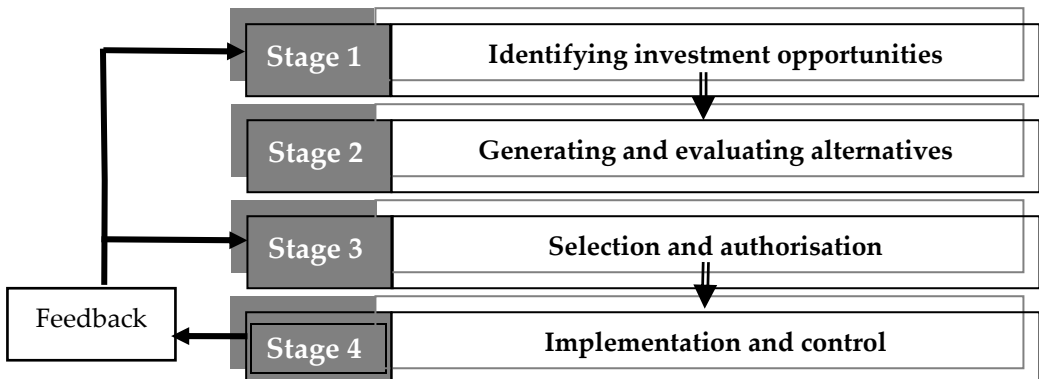 Stage 1 Identifying investment opportunities
Stage 2 Generating and evaluating alternatives
Stage 3 Selection and authorisation
Feedback
Stage 4 Implementation and control